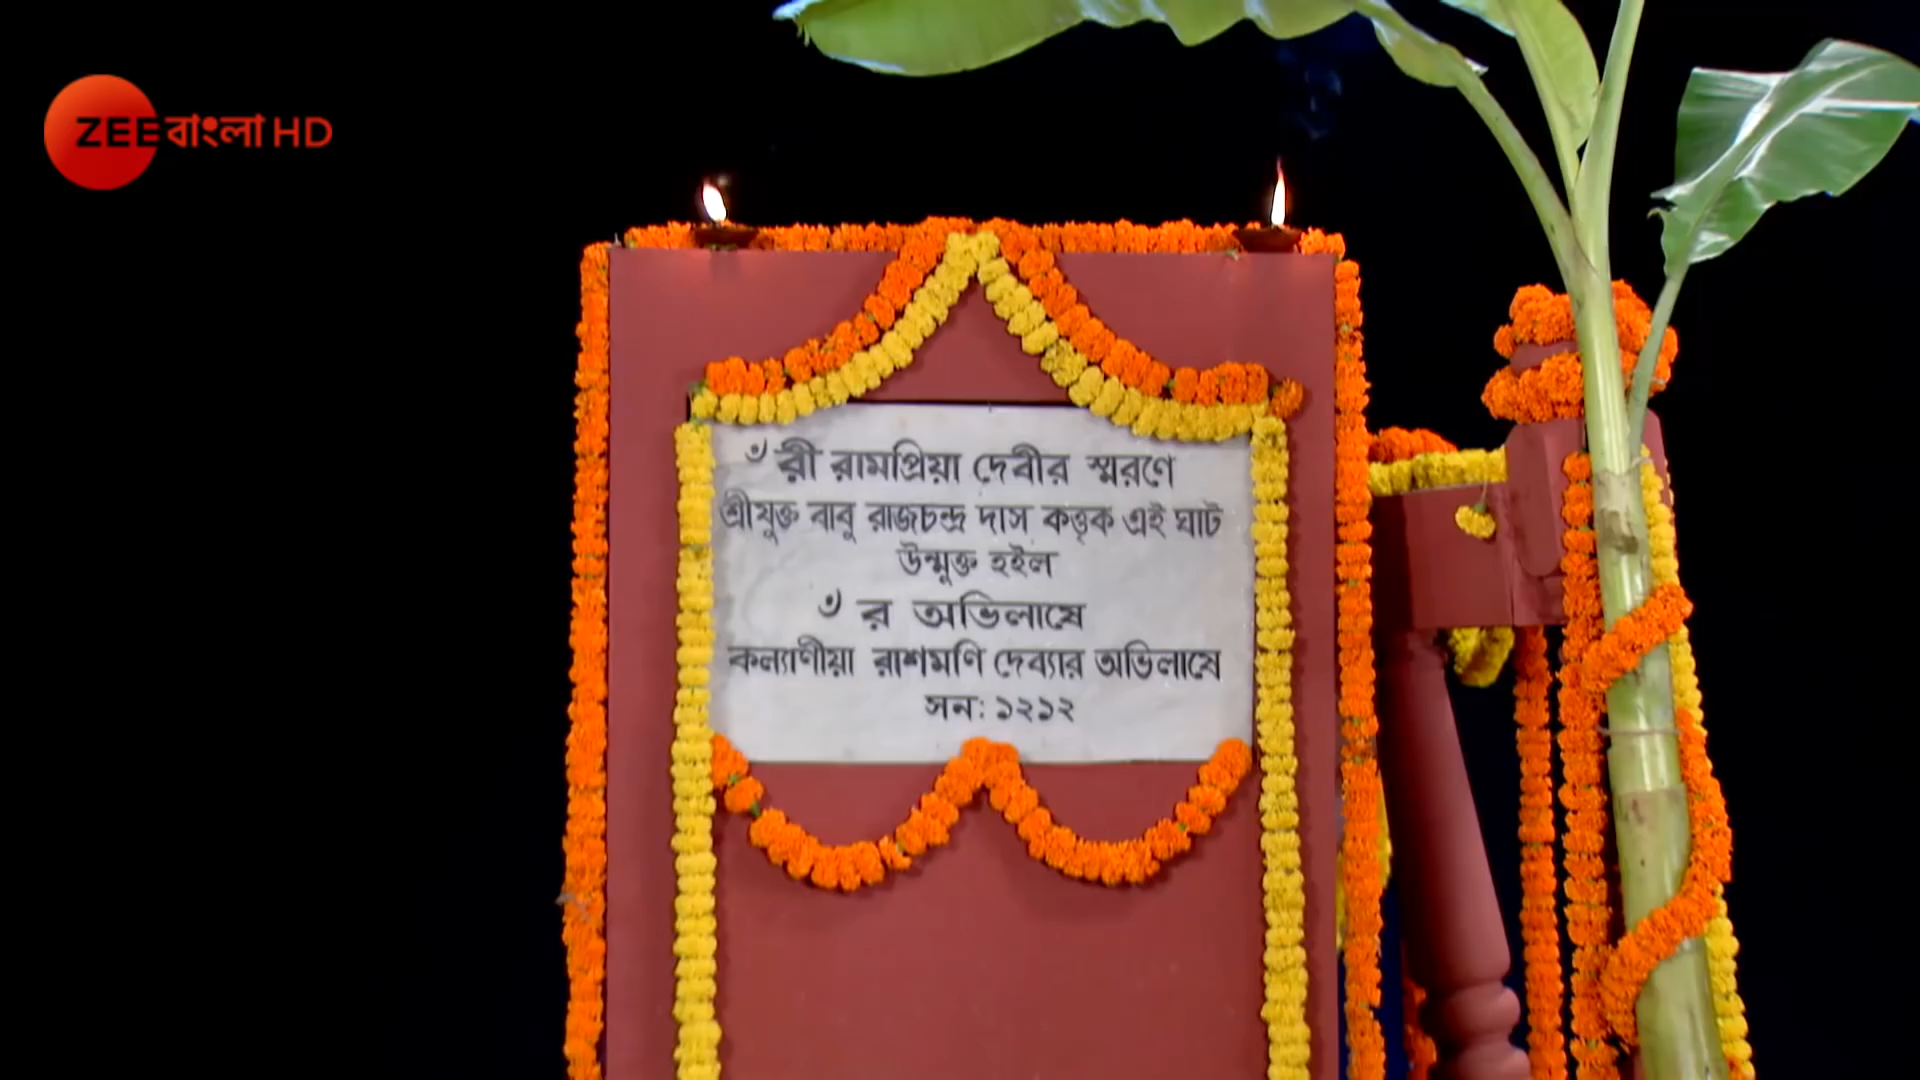 ZEE বাংলা HD
ঁরী রামপ্রিয়া দেবীর স্মরণে
শ্রীযুক্ত বাবু রাজচন্দ্র দাস কর্ত্তৃক এই ঘাট
উন্মুক্ত হইল
ঁর অভিলাষে
কল্যাণীয়া রাশমণি দেব্যার অভিলাষে
সন: ১২১২